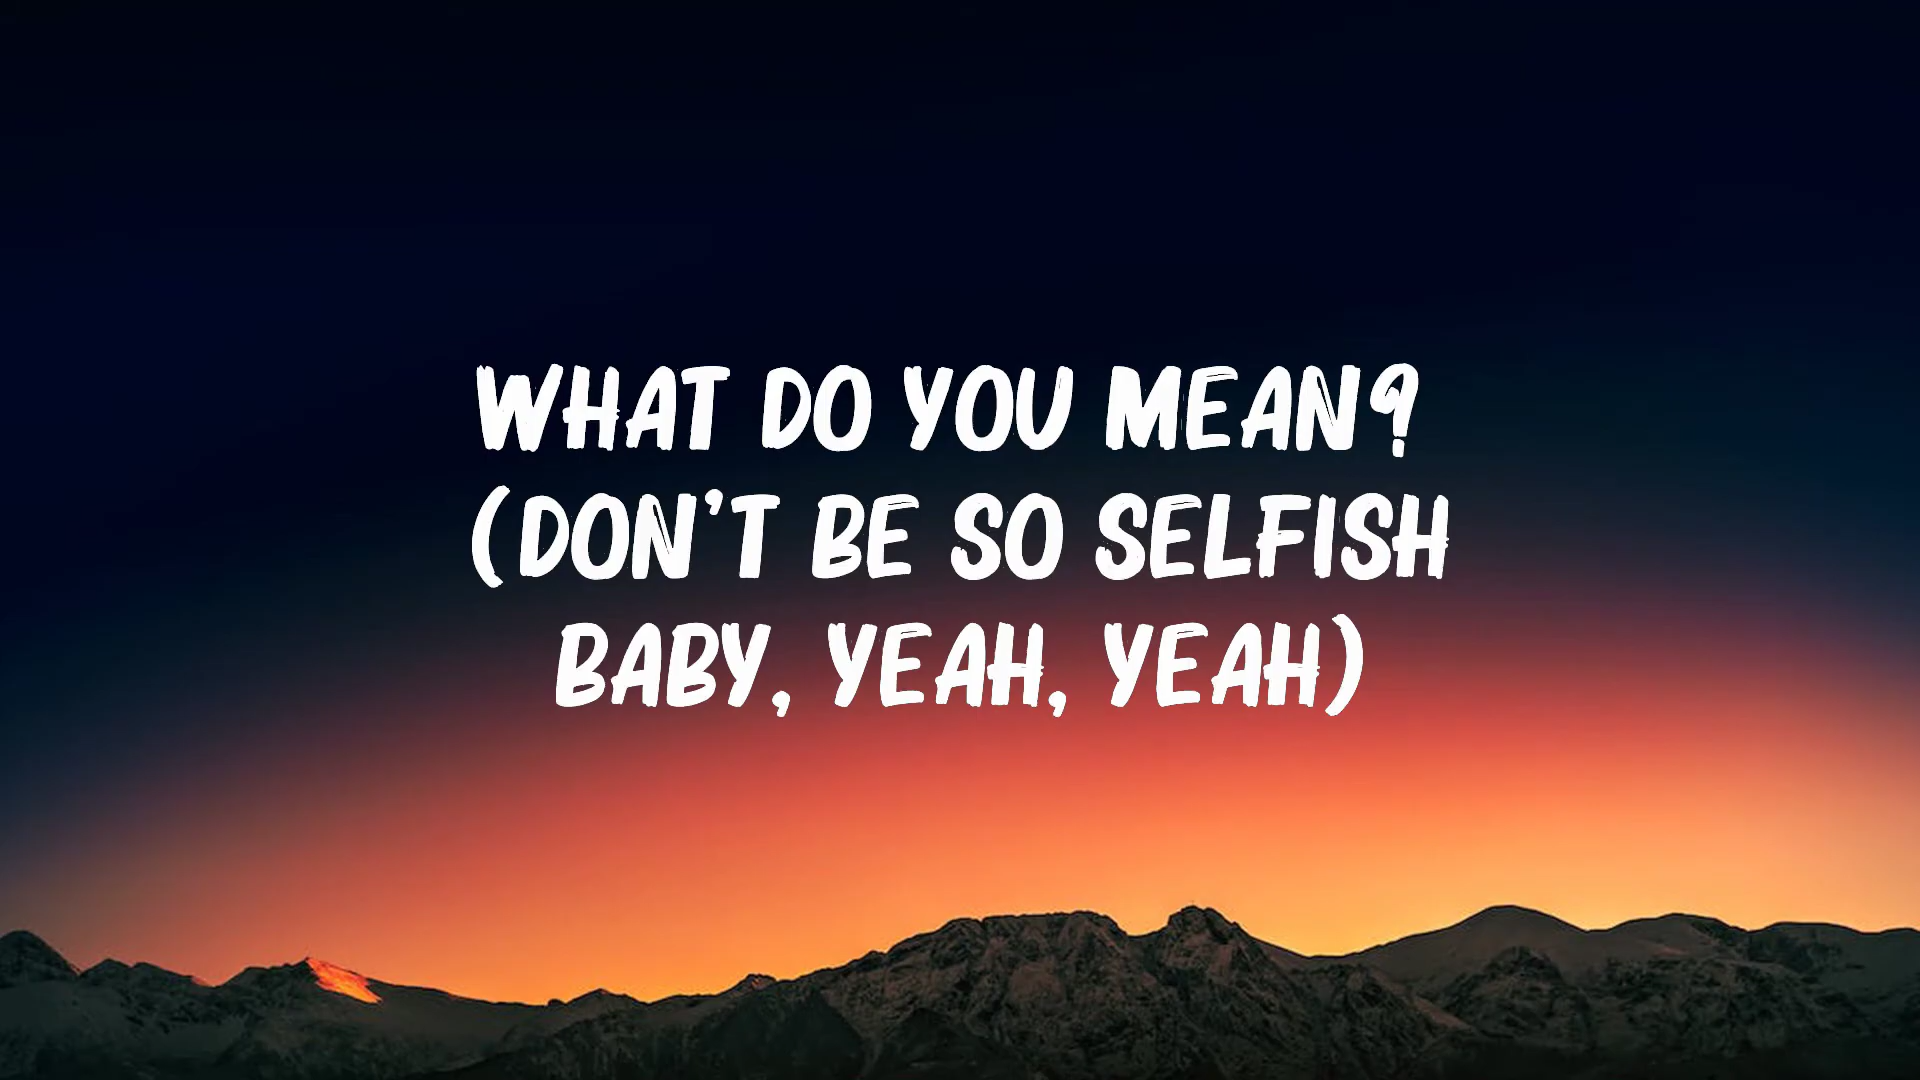 WHAT DO YOU MEAN?
(DON'T BE SO SELFISH
BABY, YEAH, YEAH)